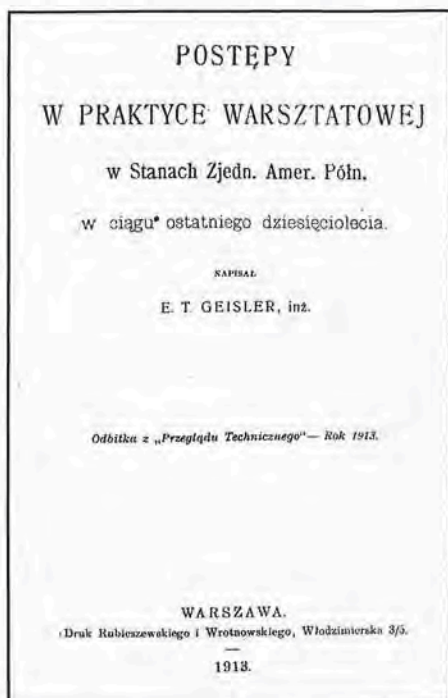 POSTĘPY
W PRAKTYCE WARSZTATOWEJ
w Stanach Zjedn. Amer. Półn.
w ciągu ostatniego dziesięciolecia.
NAPISAŁ
E. T. GEISLER, inż.
Odbitka z „Przeglądu Technicznego“ — Rok 1913.
WARSZAWA.
Druk Rubieszewskiego i Wrotnowskiego, Włodzimierska 3/5.
1913.